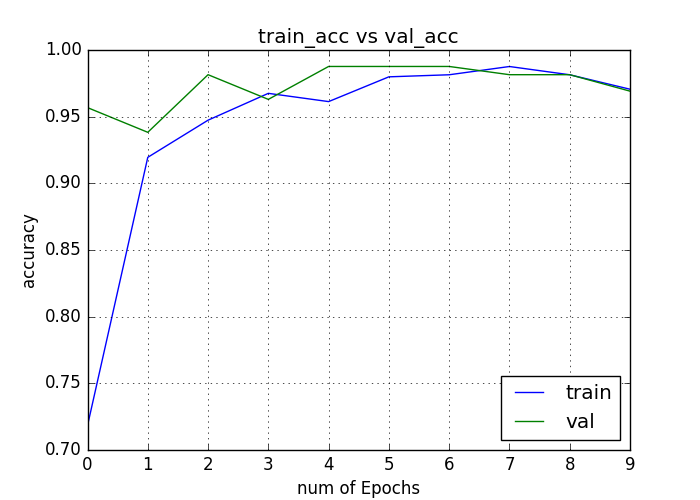 train_acc vs val_acc
1.00
0.95
0.90
0.85
0.80
0.75
0.70
accuracy
train
val
0 1 2 3 4 5 6 7 8 9
num of Epochs